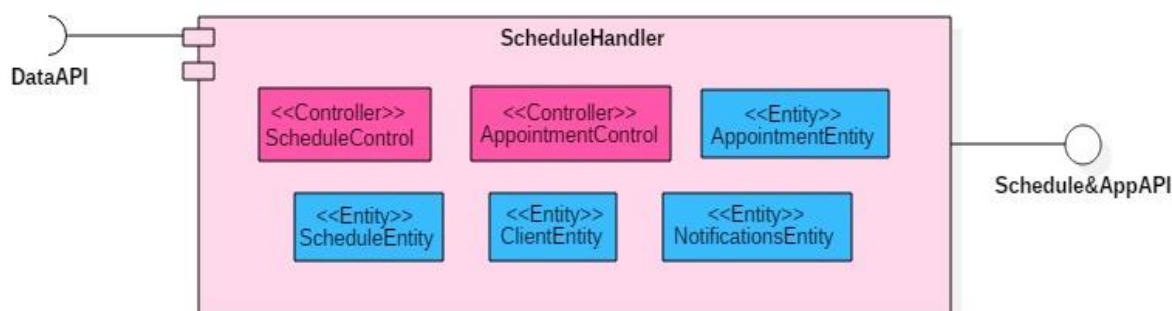 ScheduleHandler
DataAPI
<<Controller>>
ScheduleControl
<<Controller>>
AppointmentControl
<<Entity>>
AppointmentEntity
Schedule&AppAPI
<<Entity>>
ScheduleEntity
<<Entity>>
ClientEntity
<<Entity>>
NotificationsEntity